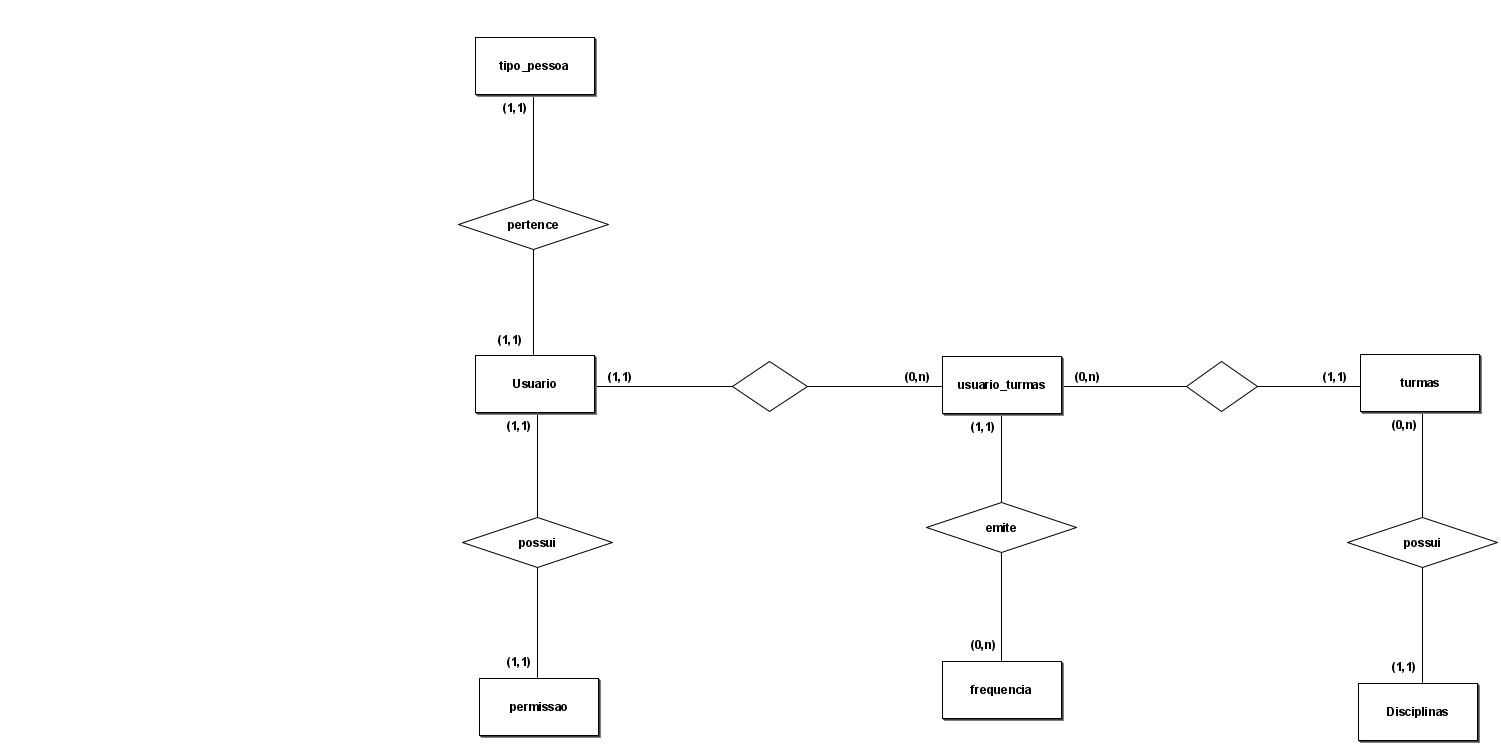 tipo_pessoa
(1,1)
pertence
(1,1)
Usuario
(1,1)
(0,n)
usuario_turmas
(0,n)
(1,1)
turmas
(1,1)
(1,1)
(0,n)
emite
possui
possui
(0,n)
(1,1)
(1,1)
frequencia
permissao
Disciplinas